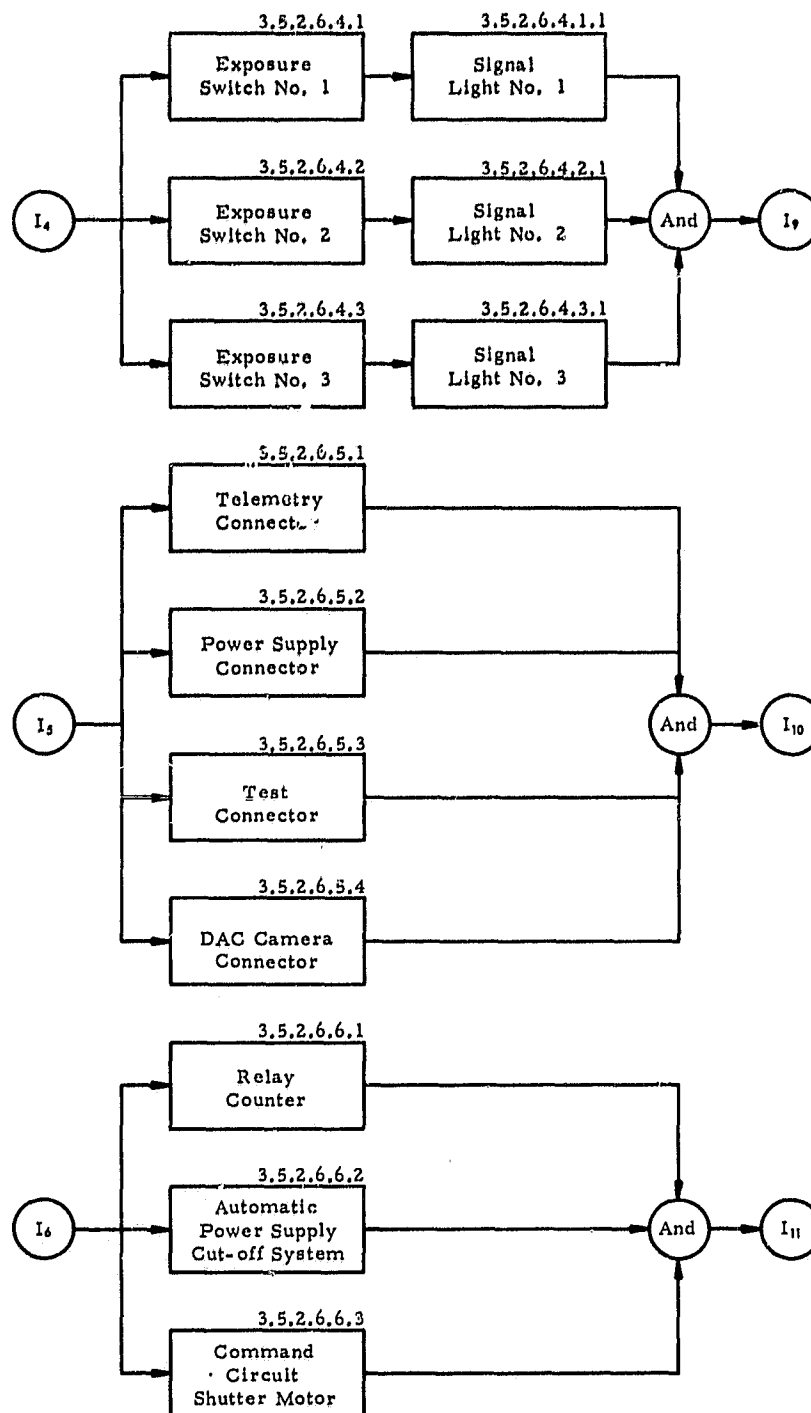 3.5.2.6.4.1 3.5.2.6.4.1.1
Exposure Signal
Switch No. 1 Light No. 1
3.5.2.6.4.2 3.5.2.6.4.2.1
I4 Exposure Signal And I9
Switch No. 2 Light No. 2
3.5.2.6.4.3 3.5.2.6.4.3.1
Exposure Signal
Switch No. 3 Light No. 3
3.5.2.6.5.1
Telemetry
Connector
3.5.2.6.5.2
Power Supply
Connector
I5 And I10
3.5.2.6.5.3
Test
Connector
3.5.2.6.5.4
DAC Camera
Connector
3.5.2.6.6.1
Relay
Counter
3.5.2.6.6.2
Automatic
I6 Power Supply And I11
Cut-off System
3.5.2.6.6.3
Command
Circuit
Shutter Motor